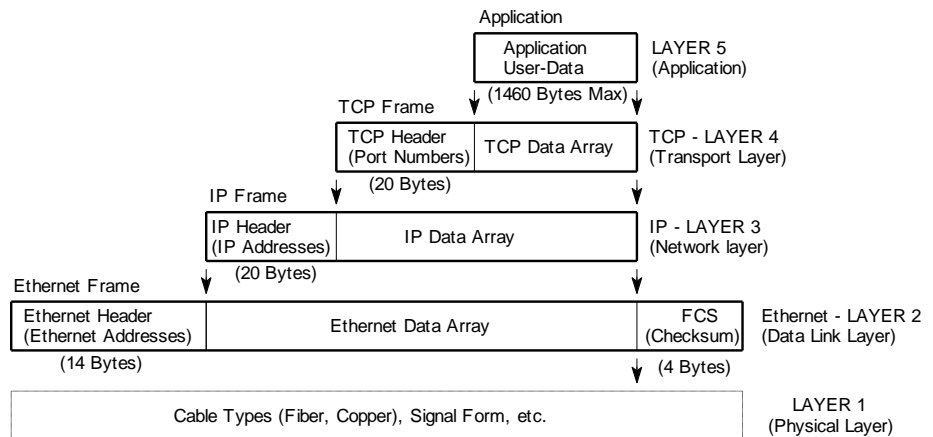 Application
Application
User-Data
LAYER 5
(Application)
(1460 Bytes Max)
TCP Frame
TCP Header
(Port Numbers)
TCP Data Array
TCP - LAYER 4
(Transport Layer)
(20 Bytes)
IP Frame
IP Header
(IP Addresses)
IP Data Array
IP - LAYER 3
(Network layer)
(20 Bytes)
Ethernet Frame
Ethernet Header
(Ethernet Addresses)
Ethernet Data Array
FCS
(Checksum)
Ethernet - LAYER 2
(Data Link Layer)
(14 Bytes)
(4 Bytes)
Cable Types (Fiber, Copper), Signal Form, etc.
LAYER 1
(Physical Layer)